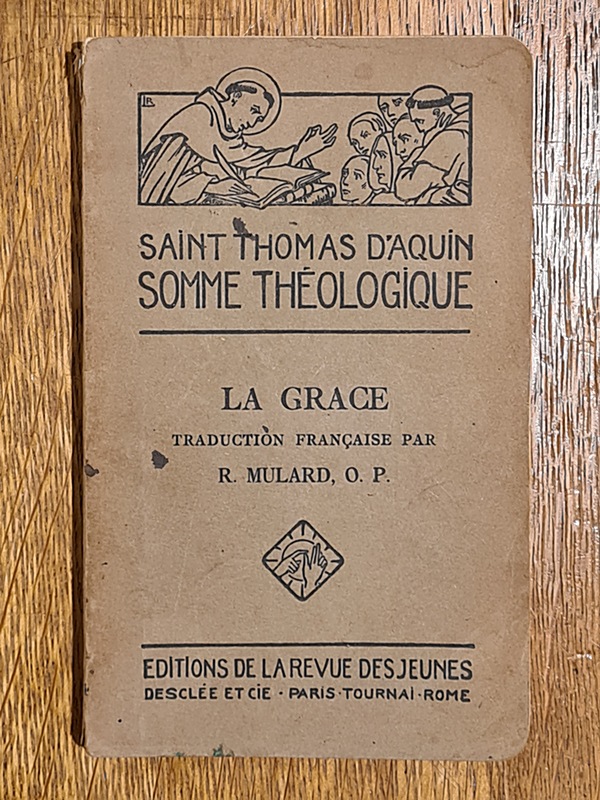 SAINT THOMAS D'AQUIN
SOMME THÉOLOGIQUE
LA GRACE
TRADUCTION FRANÇAISE PAR
R. MULARD, O. P.
EDITIONS DE LA REVUE DES JEUNES
DESCLÉE ET CIE · PARIS · TOURNAI · ROME